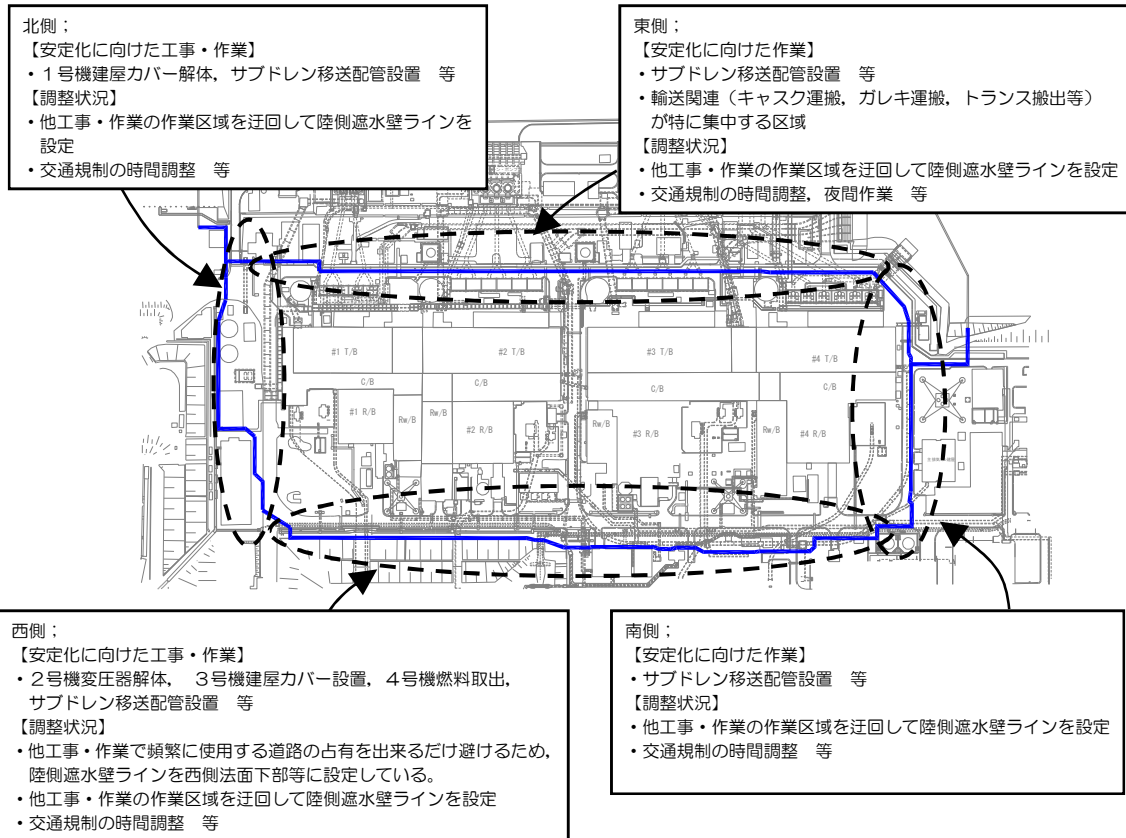 北側；
【安定化に向けた工事・作業】
・１号機建屋カバー解体，サブドレン移送配管設置　等
【調整状況】
・他工事・作業の作業区域を迂回して陸側遮水壁ラインを
設定
・交通規制の時間調整　等
東側；
【安定化に向けた作業】
・サブドレン移送配管設置　等
・輸送関連（キャスク運搬，ガレキ運搬，トランス搬出等）
が特に集中する区域
【調整状況】
・他工事・作業の作業区域を迂回して陸側遮水壁ラインを設定
・交通規制の時間調整，夜間作業　等
#1 T/B
#2 T/B
#3 T/B
#4 T/B
C/B
C/B
C/B
C/B
#1 R/B
Rw/B
Rw/B
#2 R/B
Rw/B
#3 R/B
Rw/B
#4 R/B
西側；
【安定化に向けた工事・作業】
・２号機変圧器解体，　３号機建屋カバー設置，４号機燃料取出，
サブドレン移送配管設置　等
【調整状況】
・他工事・作業で頻繁に使用する道路の占有を出来るだけ避けるため，
陸側遮水壁ラインを西側法面下部等に設定している。
・他工事・作業の作業区域を迂回して陸側遮水壁ラインを設定
・交通規制の時間調整　等
南側；
【安定化に向けた作業】
・サブドレン移送配管設置　等
【調整状況】
・他工事・作業の作業区域を迂回して陸側遮水壁ラインを設定
・交通規制の時間調整　等